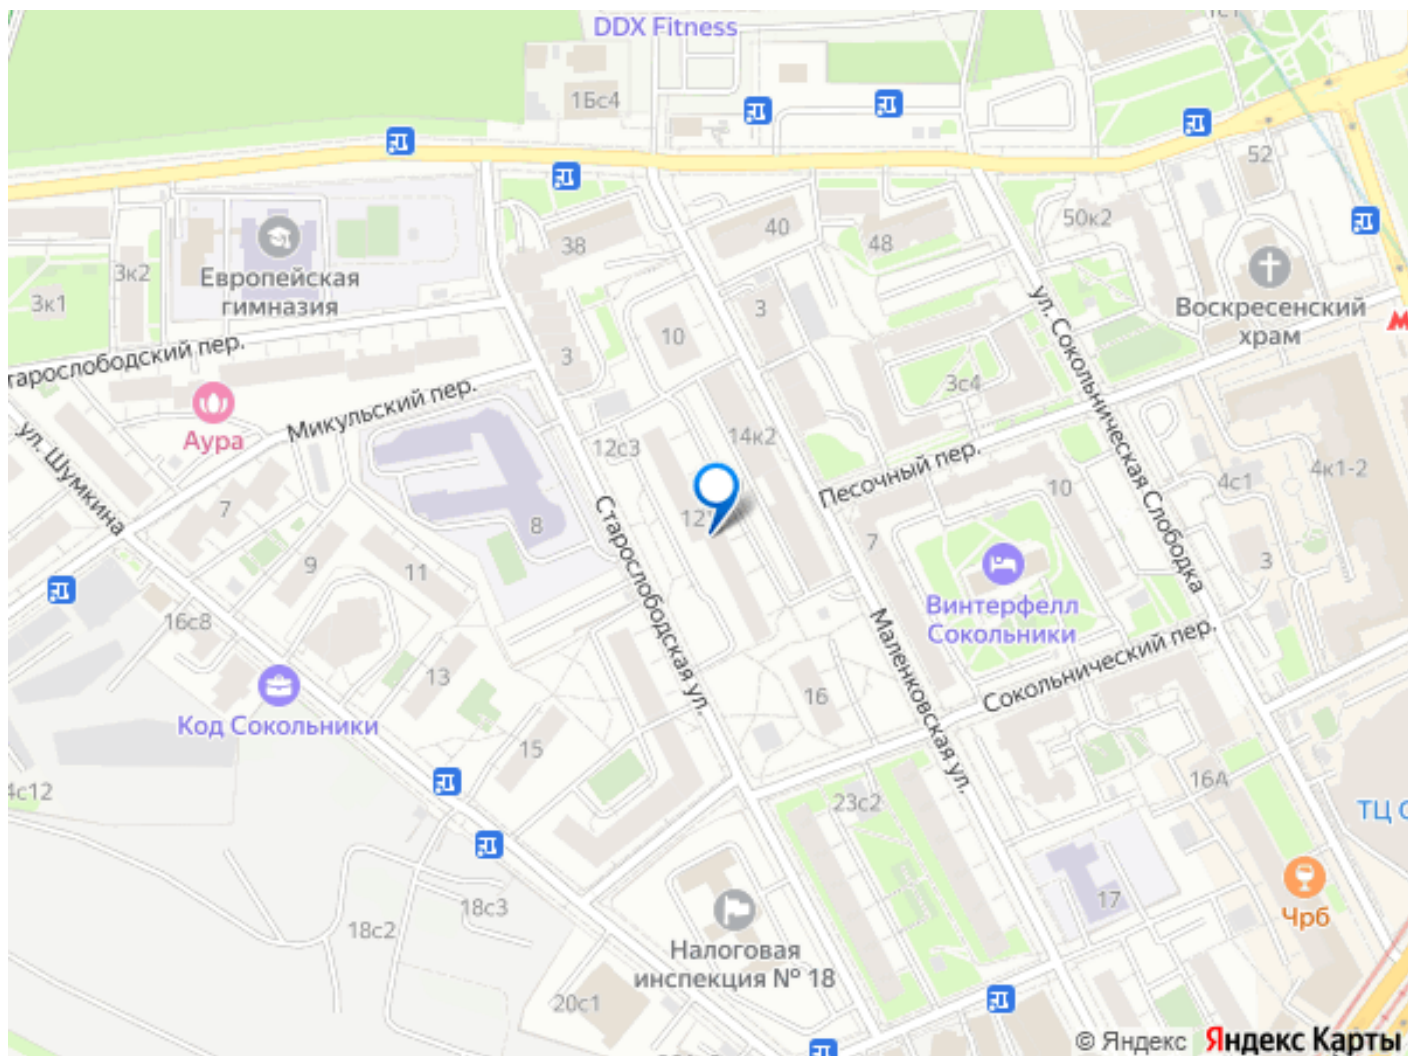 DDX Fitness
1Бс4
52
50к2
38
40
48
Европейская
гимназия
3к2
3к1
Воскресенский
храм
10
3
3
3с4
Старослободский пер.
Микульский пер.
ул. Шумкина
Аура
12с3
14к2
ул. Сокольническая Слободка
Песочный пер.
4с1
4к1-2
10
7
8
12
7
3
9
11
Старослободская ул.
Винтерфелл
Сокольники
16с8
13
16
Маленковская ул.
Сокольнический пер.
Код Сокольники
15
4с12
23с2
16А
ТЦ С
17
Чрб
18с3
18с2
Налоговая
инспекция № 18
20с1
© Яндекс Яндекс Карты